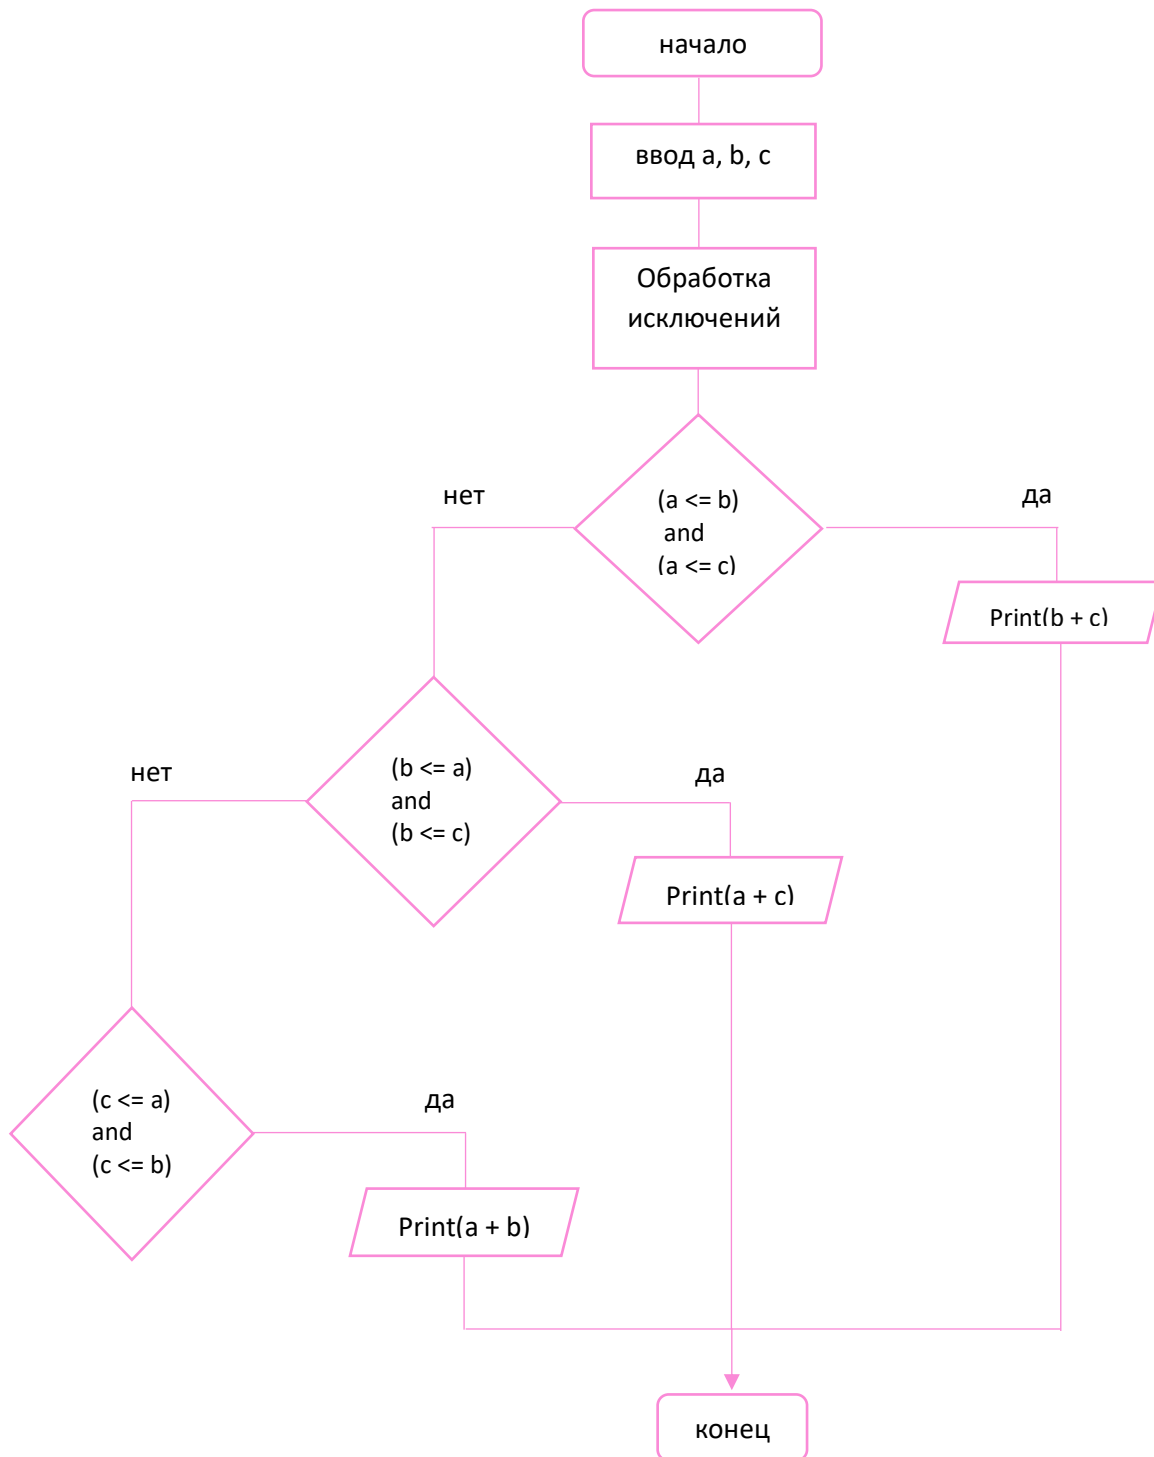 начало
ввод a, b, c
Обработка
исключений
нет
да
(a <= b)
and
(a <= c)
Print(b + c)
нет
да
(b <= a)
and
(b <= c)
Print(a + c)
да
(c <= a)
and
(c <= b)
Print(a + b)
конец